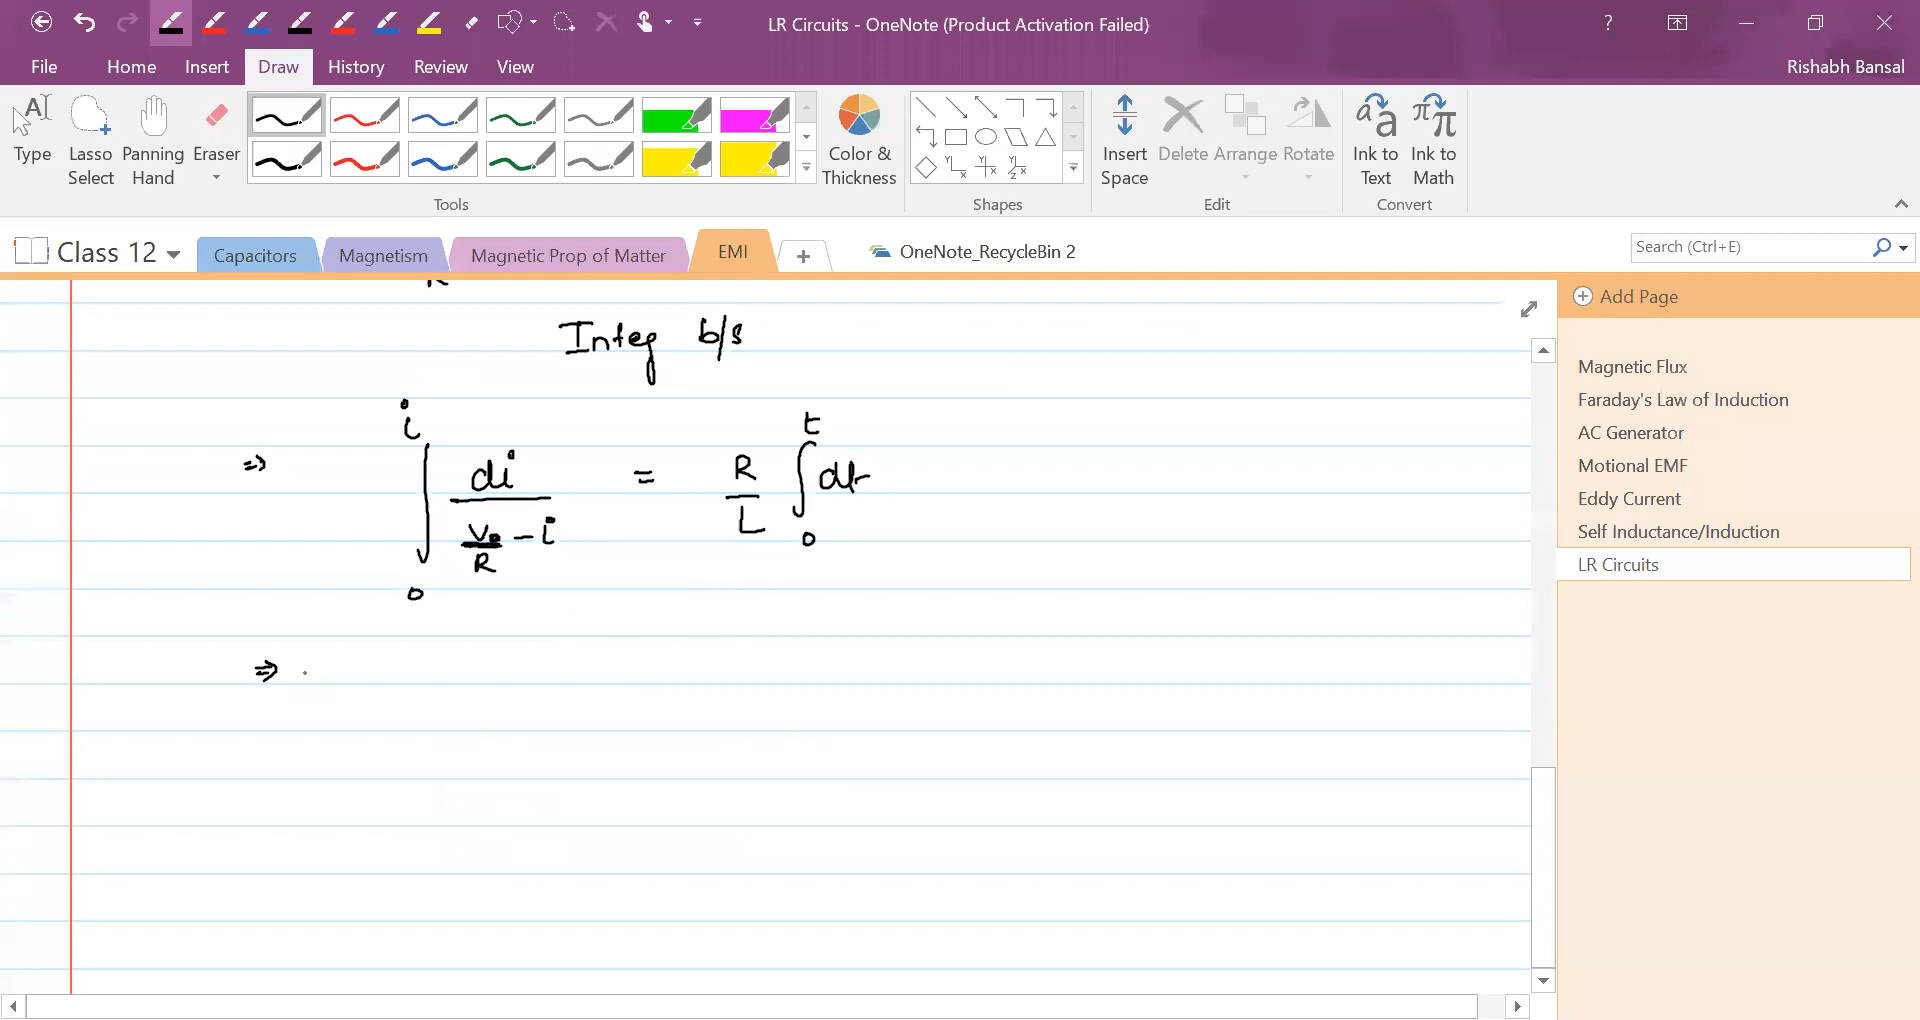 LR Circuits - OneNote (Product Activation Failed)
?
File Home Insert Draw History Review View
Rishabh Bansal
Type
Lasso Select
Panning Hand
Eraser
Color & Thickness
Insert Space
Delete Arrange Rotate
Ink to Text
Ink to Math
Tools Shapes Edit Convert
Class 12 Capacitors Magnetism Magnetic Prop of Matter EMI + OneNote_RecycleBin 2
Search (Ctrl+E)
Add Page
Magnetic Flux
Faraday's Law of Induction
AC Generator
Motional EMF
Eddy Current
Self Inductance/Induction
LR Circuits
R
Integ b/s
⇒ ∫₀ⁱ di / (V₀/R - i) = R/L ∫₀ᵗ dt
⇒